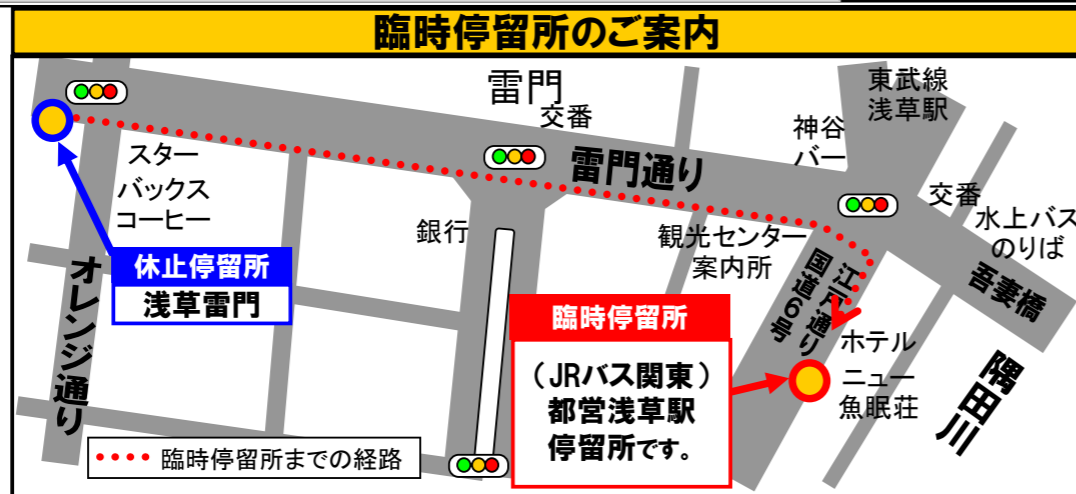 臨時停留所のご案内
雷門
交番
東武線
浅草駅
神谷
バー
スター
バックス
コーヒー
雷門通り
交番
水上バス
のりば
銀行
観光センター
案内所
吾妻橋
休止停留所
浅草雷門
オレンジ通り
江戸通り
国道6号
臨時停留所
（JRバス関東）
都営浅草駅
停留所です。
ホテル
ニュー
魚眠荘
隅田川
臨時停留所までの経路